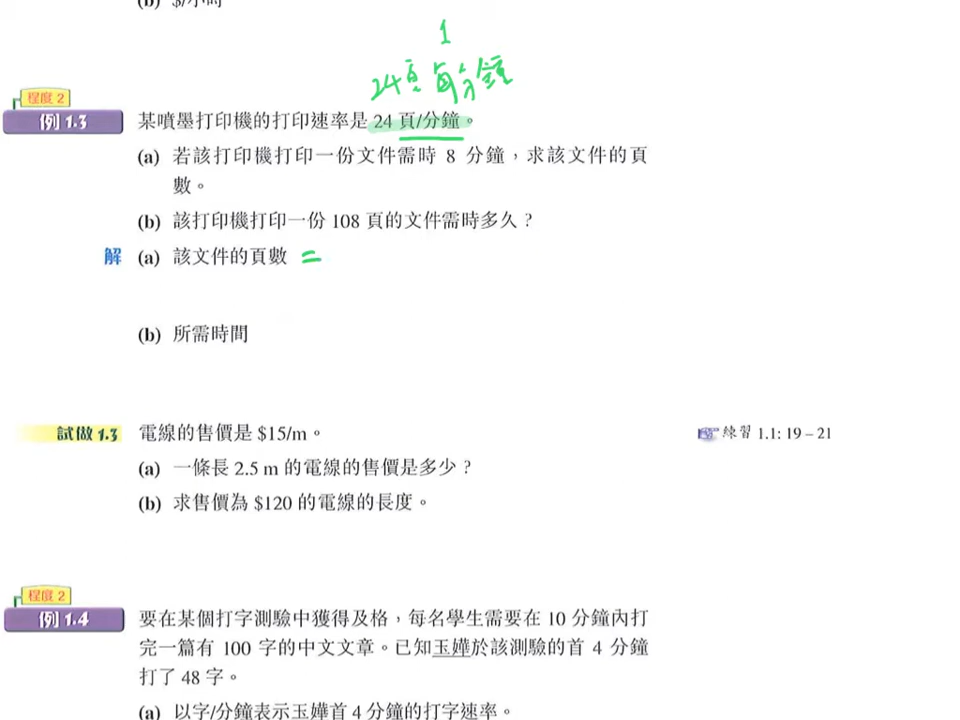 (b) $/小時
1
24頁每分鐘
程度 2
例 1.3 某噴墨打印機的打印速率是 24 頁/分鐘。
(a) 若該打印機打印一份文件需時 8 分鐘，求該文件的頁
數。
(b) 該打印機打印一份 108 頁的文件需時多久？
解 (a) 該文件的頁數 =
(b) 所需時間
試做 1.3 電線的售價是 $15/m。 練習 1.1: 19 – 21
(a) 一條長 2.5 m 的電線的售價是多少？
(b) 求售價為 $120 的電線的長度。
程度 2
例 1.4 要在某個打字測驗中獲得及格，每名學生需要在 10 分鐘內打
完一篇有 100 字的中文文章。已知玉嬅於該測驗的首 4 分鐘
打了 48 字。
(a) 以字/分鐘表示玉嬅首 4 分鐘的打字速率。